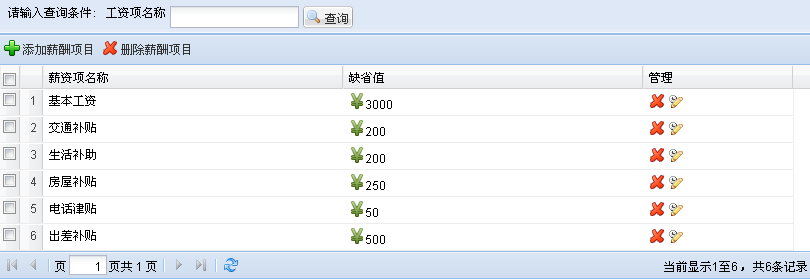 请输入查询条件: 工资项名称 查询
添加薪酬项目 删除薪酬项目
薪资项名称 缺省值 管理
1 基本工资 3000
2 交通补贴 200
3 生活补助 200
4 房屋补贴 250
5 电话津贴 50
6 出差补贴 500
页 1 页共 1 页 当前显示1至6，共6条记录